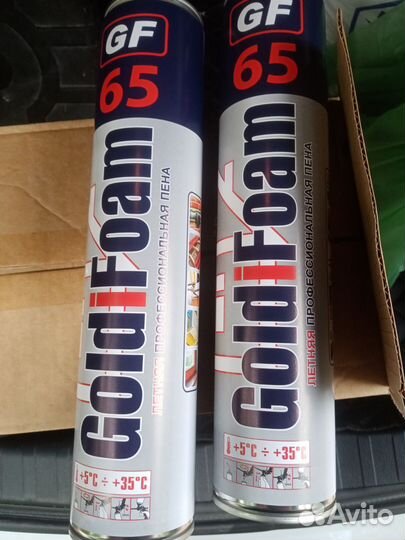 GF
65
GoldiFoam
ЛЕТНЯЯ ПРОФЕССИОНАЛЬНАЯ ПЕНА
+5°C ÷ +35°C
GF
65
GoldiFoam
ЛЕТНЯЯ ПРОФЕССИОНАЛЬНАЯ ПЕНА
+5°C ÷ +35°C
Avito